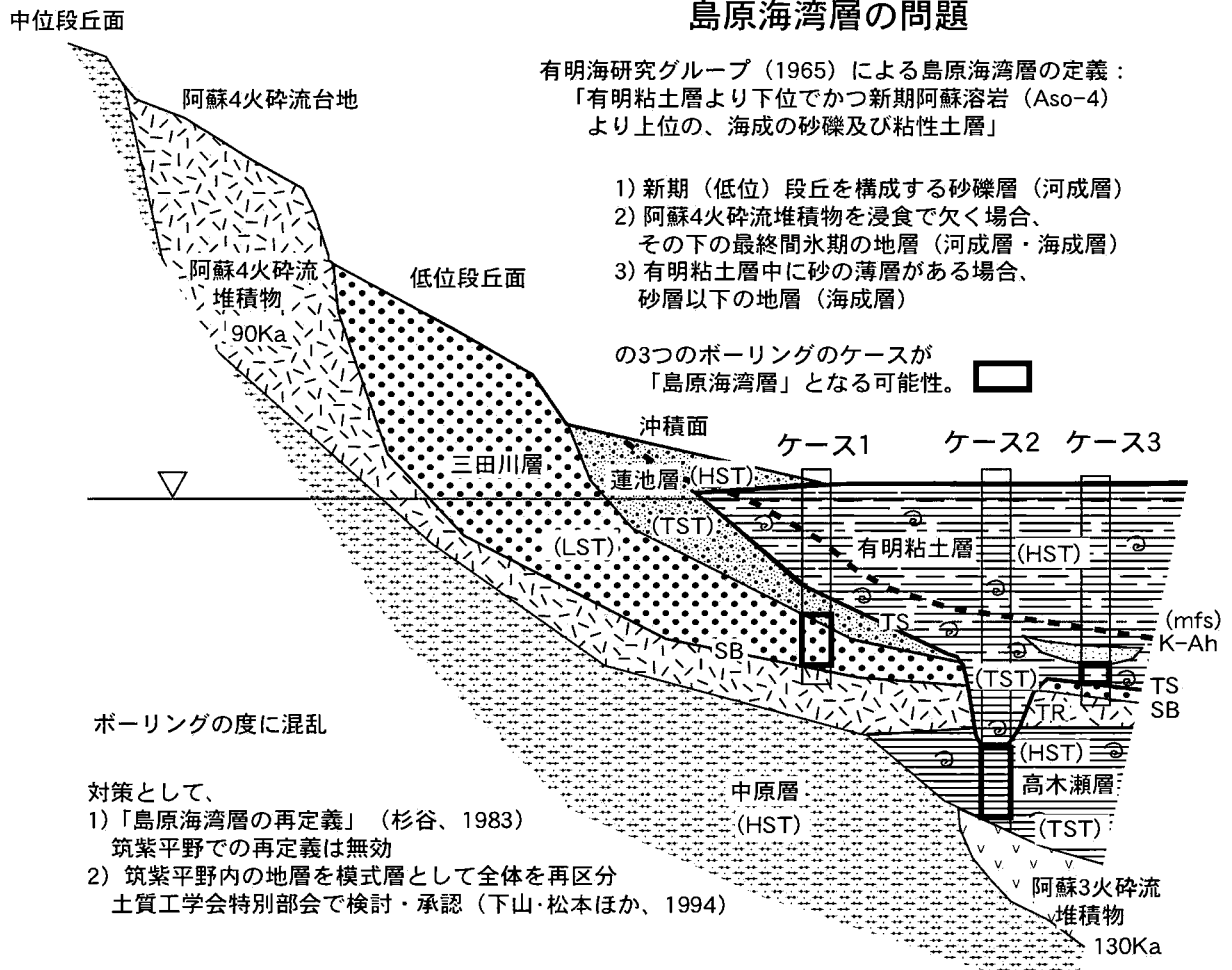 島原海湾層の問題
中位段丘面
有明海研究グループ（1965）による島原海湾層の定義：
「有明粘土層より下位でかつ新期阿蘇溶岩（Aso-4）
より上位の、海成の砂礫及び粘性土層」
阿蘇4火砕流台地
1) 新期（低位）段丘を構成する砂礫層（河成層）
2) 阿蘇4火砕流堆積物を浸食で欠く場合、
その下の最終間氷期の地層（河成層・海成層）
3) 有明粘土層中に砂の薄層がある場合、
砂層以下の地層（海成層）
の3つのボーリングのケースが
「島原海湾層」となる可能性。
阿蘇4火砕流
堆積物
90Ka
低位段丘面
沖積面
ケース1
ケース2
ケース3
三田川層
(LST)
蓮池層
(HST)
(TST)
有明粘土層
(HST)
TS
(mfs)
K-Ah
SB
(TST)
TS
SB
TR
(HST)
高木瀬層
(TST)
中原層
(HST)
阿蘇3火砕流
堆積物
130Ka
ボーリングの度に混乱
対策として、
1)「島原海湾層の再定義」（杉谷、1983）
筑紫平野での再定義は無効
2) 筑紫平野内の地層を模式層として全体を再区分
土質工学会特別部会で検討・承認（下山･松本ほか、1994）